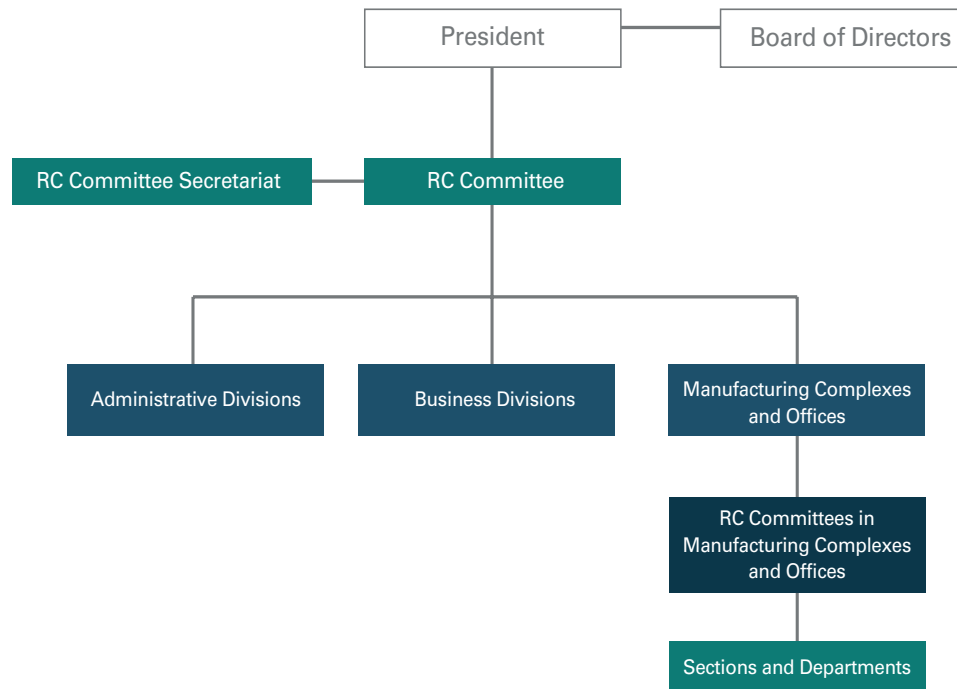 President
Board of Directors
RC Committee Secretariat
RC Committee
Administrative Divisions
Business Divisions
Manufacturing Complexes
and Offices
RC Committees in
Manufacturing Complexes
and Offices
Sections and Departments